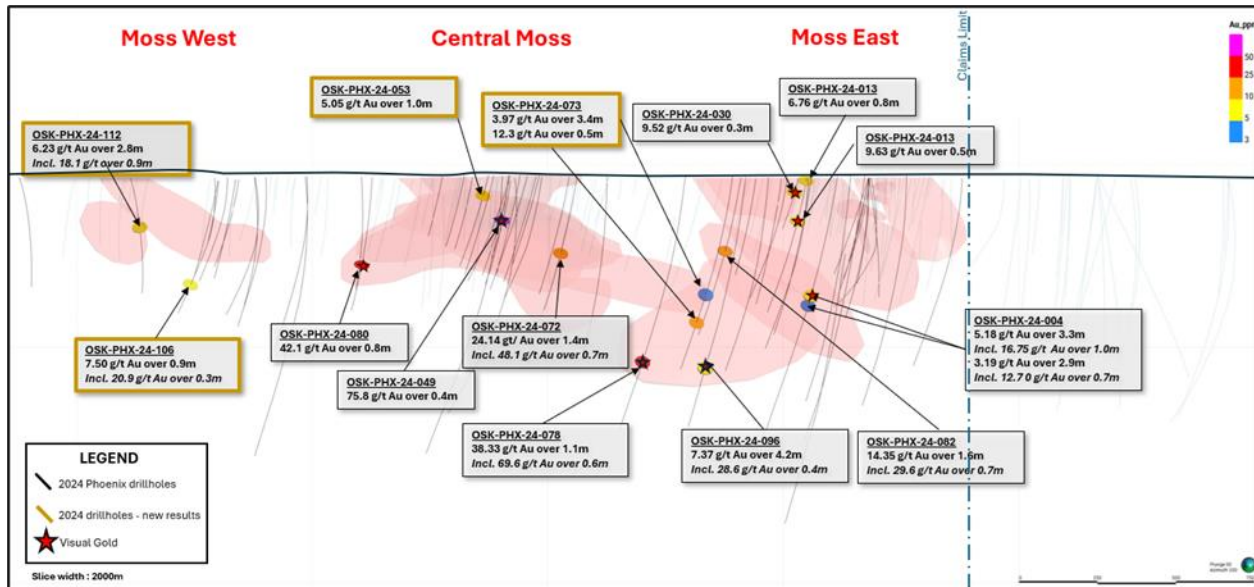 Moss West
Central Moss
Moss East
Claims Limit
Au_ppm
50
25
10
5
3
OSK-PHX-24-112
6.23 g/t Au over 2.8m
Incl. 18.1 g/t over 0.9m
OSK-PHX-24-053
5.05 g/t Au over 1.0m
OSK-PHX-24-073
3.97 g/t Au over 3.4m
12.3 g/t Au over 0.5m
OSK-PHX-24-030
9.52 g/t Au over 0.3m
OSK-PHX-24-013
6.76 g/t Au over 0.8m
OSK-PHX-24-013
9.63 g/t Au over 0.5m
OSK-PHX-24-106
7.50 g/t Au over 0.9m
Incl. 20.9 g/t Au over 0.3m
OSK-PHX-24-080
42.1 g/t Au over 0.8m
OSK-PHX-24-049
75.8 g/t Au over 0.4m
OSK-PHX-24-072
24.14 gt/ Au over 1.4m
Incl. 48.1 g/t Au over 0.7m
OSK-PHX-24-078
38.33 g/t Au over 1.1m
Incl. 69.6 g/t Au over 0.6m
OSK-PHX-24-096
7.37 g/t Au over 4.2m
Incl. 28.6 g/t Au over 0.4m
OSK-PHX-24-082
14.35 g/t Au over 1.6m
Incl. 29.6 g/t Au over 0.7m
OSK-PHX-24-004
5.18 g/t Au over 3.3m
Incl. 16.75 g/t Au over 1.0m
3.19 g/t Au over 2.9m
Incl. 12.7 0 g/t Au over 0.7m
LEGEND
2024 Phoenix drillholes
2024 drillholes - new results
Visual Gold
Slice width : 2000m